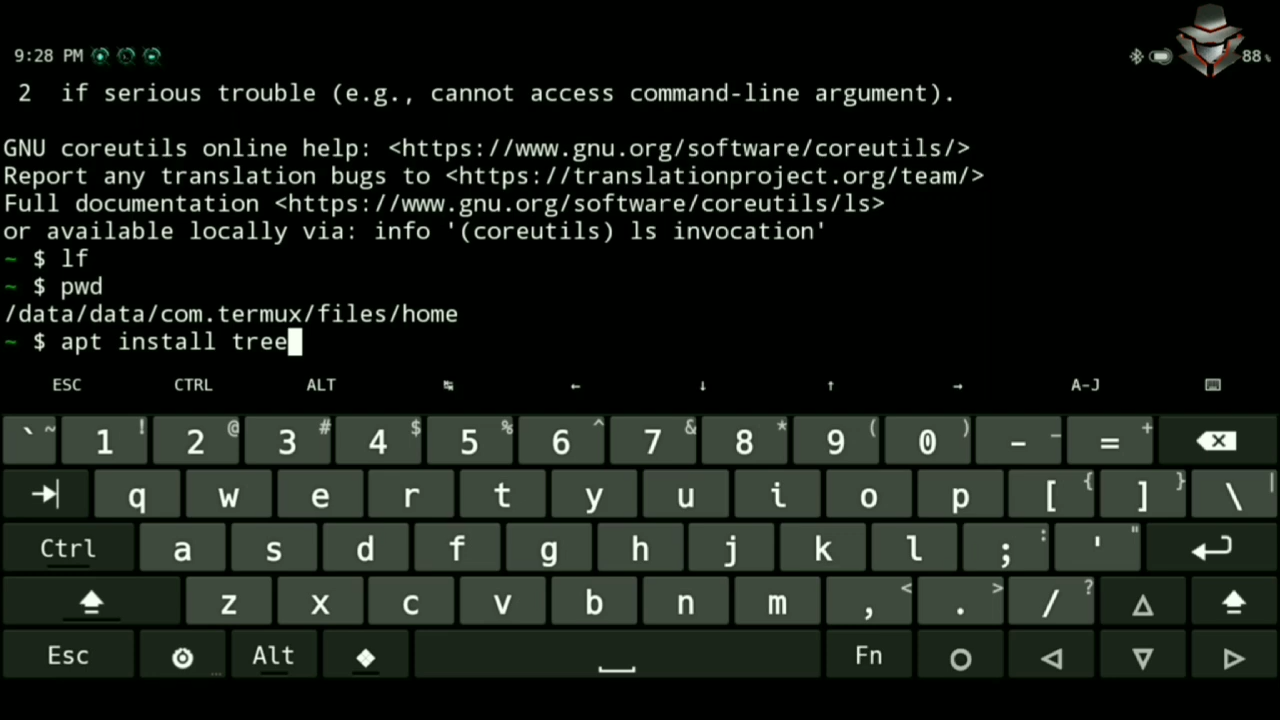 9:28 PM 88%
2 if serious trouble (e.g., cannot access command-line argument).
GNU coreutils online help: <https://www.gnu.org/software/coreutils/>
Report any translation bugs to <https://translationproject.org/team/>
Full documentation <https://www.gnu.org/software/coreutils/ls>
or available locally via: info '(coreutils) ls invocation'
~ $ lf
~ $ pwd
/data/data/com.termux/files/home
~ $ apt install tree
ESC CTRL ALT ↹ ← ↓ ↑ → A-J
` ~ 1 ! 2 @ 3 # 4 $ 5 % 6 ^ 7 & 8 * 9 ( 0 ) - _ = +
q w e r t y u i o p [ { ] } \ |
Ctrl a s d f g h j k l ; : ' "
z x c v b n m , < . > / ?
Esc Alt Fn